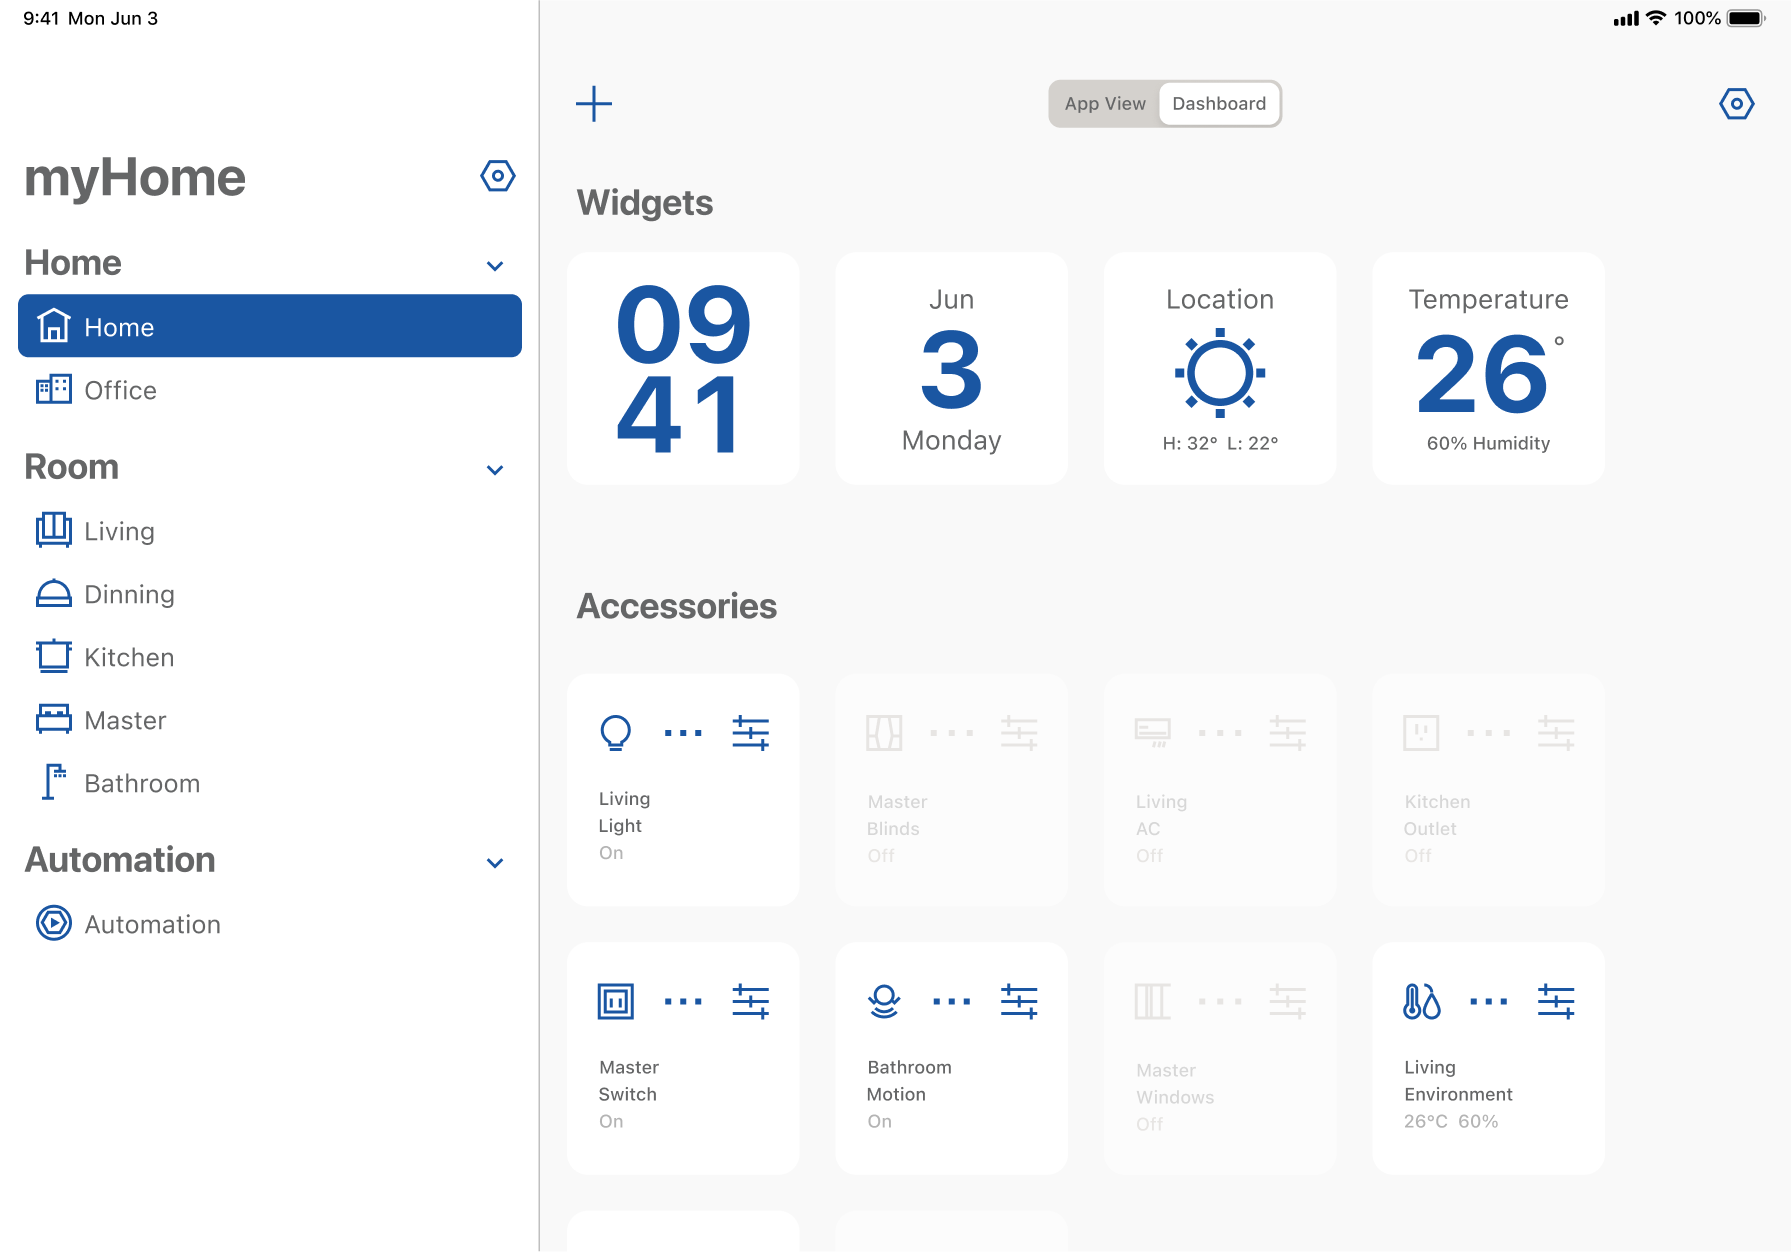 9:41 Mon Jun 3
100%
myHome
Home
Home
Office
Room
Living
Dinning
Kitchen
Master
Bathroom
Automation
Automation
App View
Dashboard
Widgets
09
41
Jun
3
Monday
Location
H: 32° L: 22°
Temperature
26°
60% Humidity
Accessories
Living
Light
On
Master
Blinds
Off
Living
AC
Off
Kitchen
Outlet
Off
Master
Switch
On
Bathroom
Motion
On
Master
Windows
Off
Living
Environment
26°C 60%